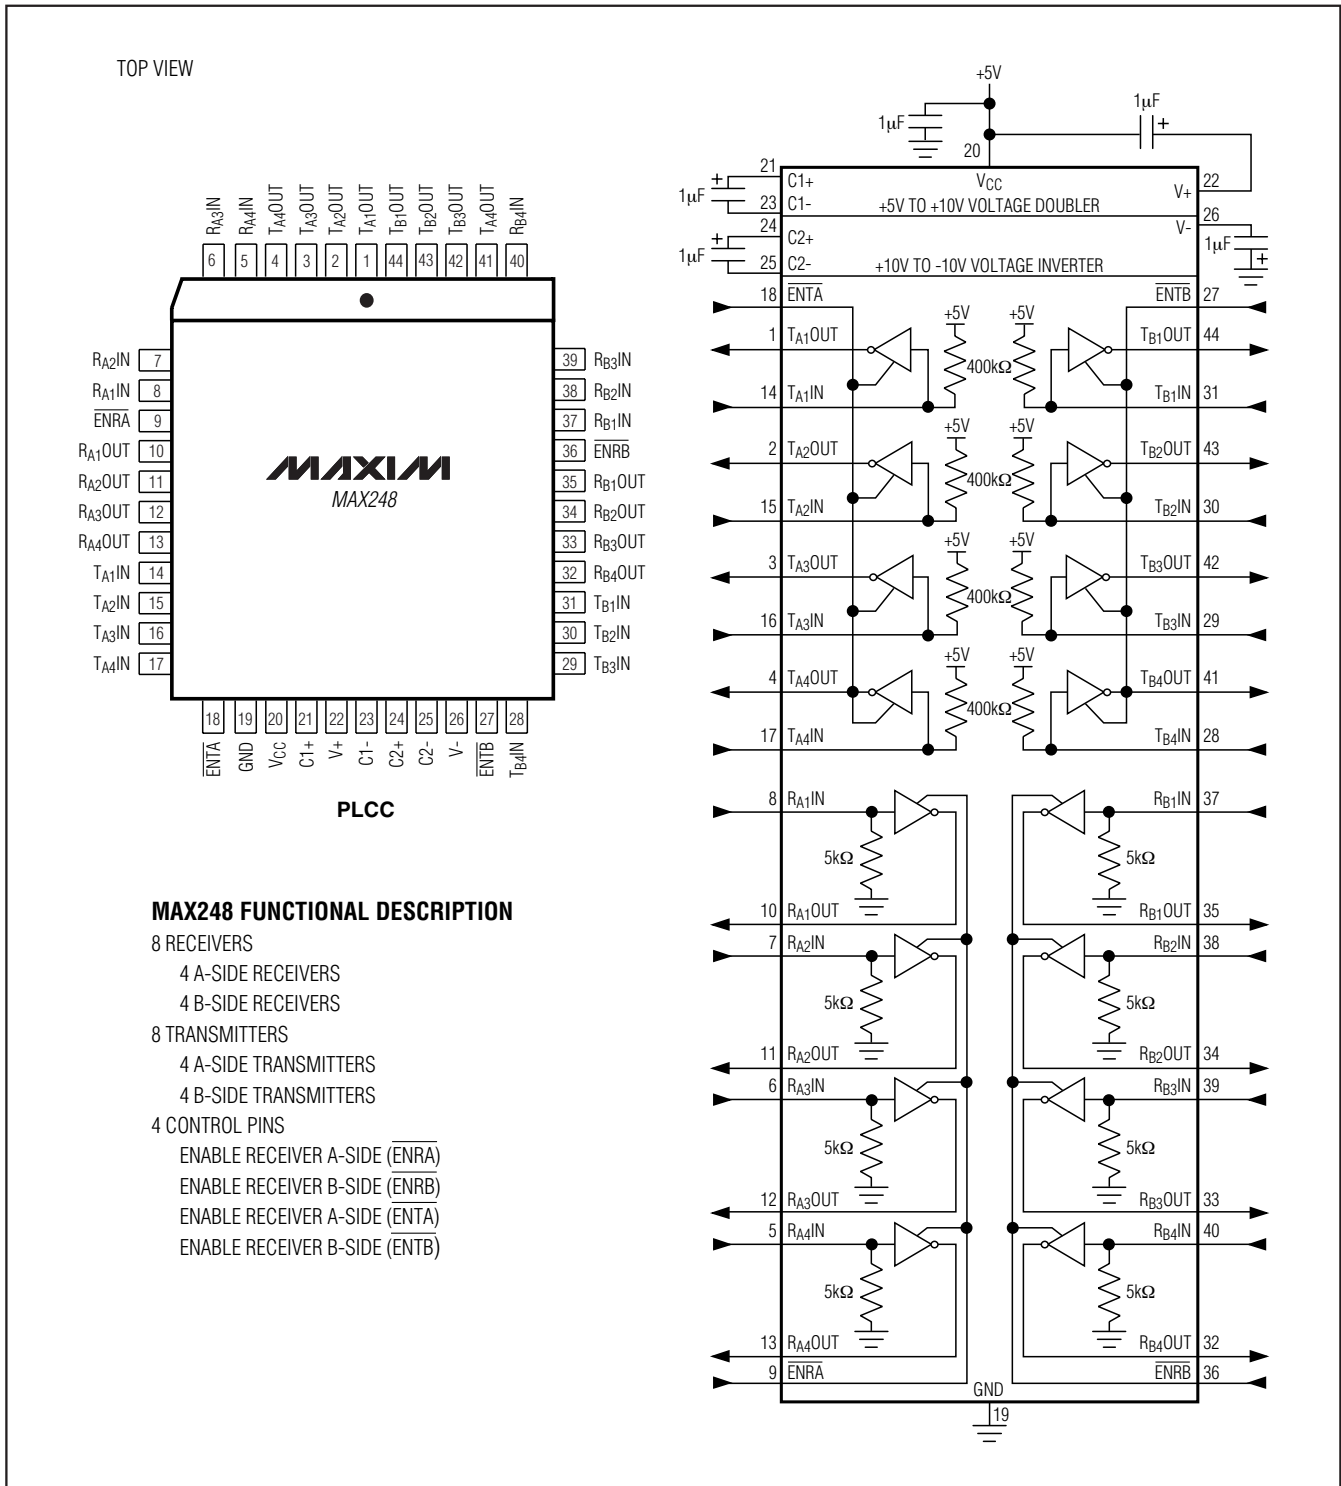 TOP VIEW
RA3IN RA4IN TA4OUT TA3OUT TA2OUT TA1OUT TB1OUT TB2OUT TB3OUT TA4OUT RB4IN
6 5 4 3 2 1 44 43 42 41 40
RA2IN 7
RA1IN 8
ENRA 9
RA1OUT 10
RA2OUT 11
RA3OUT 12
RA4OUT 13
TA1IN 14
TA2IN 15
TA3IN 16
TA4IN 17
MAXIM
MAX248
39 RB3IN
38 RB2IN
37 RB1IN
36 ENRB
35 RB1OUT
34 RB2OUT
33 RB3OUT
32 RB4OUT
31 TB1IN
30 TB2IN
29 TB3IN
18 19 20 21 22 23 24 25 26 27 28
ENTA GND VCC C1+ V+ C1- C2+ C2- V- ENTB TB4IN
PLCC
MAX248 FUNCTIONAL DESCRIPTION
8 RECEIVERS
4 A-SIDE RECEIVERS
4 B-SIDE RECEIVERS
8 TRANSMITTERS
4 A-SIDE TRANSMITTERS
4 B-SIDE TRANSMITTERS
4 CONTROL PINS
ENABLE RECEIVER A-SIDE (ENRA)
ENABLE RECEIVER B-SIDE (ENRB)
ENABLE RECEIVER A-SIDE (ENTA)
ENABLE RECEIVER B-SIDE (ENTB)
+5V
1µF 1µF +
20
21 C1+ VCC V+ 22
+ 1µF
23 C1- +5V TO +10V VOLTAGE DOUBLER
V- 26
24 C2+
+ 1µF 1µF +
25 C2- +10V TO -10V VOLTAGE INVERTER
18 ENTA ENTB 27
+5V +5V
1 TA1OUT TB1OUT 44
400kΩ
14 TA1IN TB1IN 31
+5V +5V
2 TA2OUT TB2OUT 43
400kΩ
15 TA2IN TB2IN 30
+5V +5V
3 TA3OUT TB3OUT 42
400kΩ
16 TA3IN TB3IN 29
+5V +5V
4 TA4OUT TB4OUT 41
400kΩ
17 TA4IN TB4IN 28
8 RA1IN RB1IN 37
5kΩ 5kΩ
10 RA1OUT RB1OUT 35
7 RA2IN RB2IN 38
5kΩ 5kΩ
11 RA2OUT RB2OUT 34
6 RA3IN RB3IN 39
5kΩ 5kΩ
12 RA3OUT RB3OUT 33
5 RA4IN RB4IN 40
5kΩ 5kΩ
13 RA4OUT RB4OUT 32
9 ENRA ENRB 36
GND
19